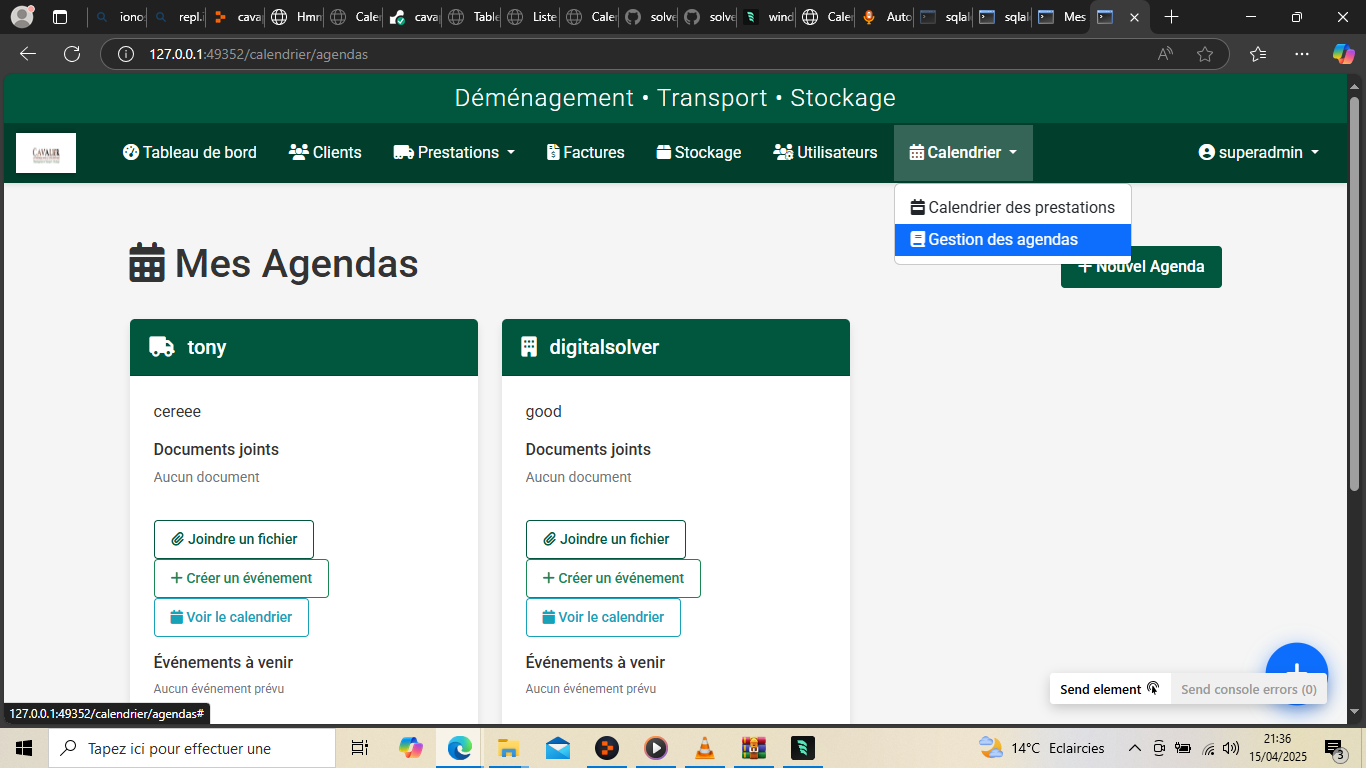 iono
repl.
cava
Hmm
Cale
cava
Table
Liste
Cale
solve
solve
wind
Cale
Auto
sqlal
sqlal
Mes
127.0.0.1:49352/calendrier/agendas
Déménagement • Transport • Stockage
CAVALIER
Tableau de bord
Clients
Prestations
Factures
Stockage
Utilisateurs
Calendrier
superadmin
Calendrier des prestations
Gestion des agendas
Mes Agendas
+ Nouvel Agenda
tony
digitalsolver
cereee
good
Documents joints
Documents joints
Aucun document
Aucun document
Joindre un fichier
Joindre un fichier
+ Créer un événement
+ Créer un événement
Voir le calendrier
Voir le calendrier
Événements à venir
Événements à venir
Aucun événement prévu
Aucun événement prévu
Send element
Send console errors (0)
127.0.0.1:49352/calendrier/agendas#
Tapez ici pour effectuer une
14°C Eclaircies
21:36
15/04/2025
3